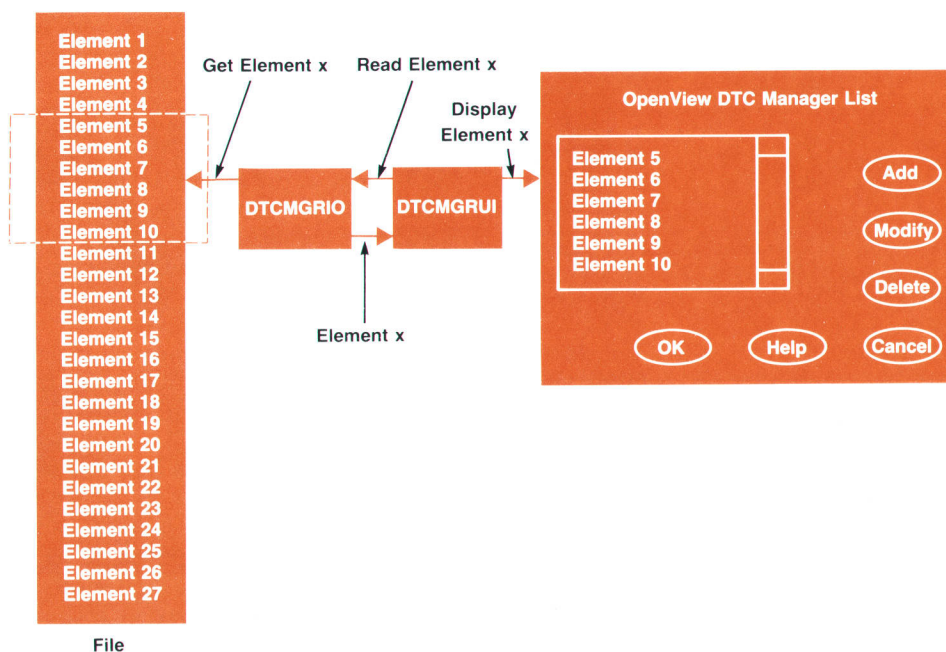 Element 1
Element 2
Element 3
Element 4
Element 5
Element 6
Element 7
Element 8
Element 9
Element 10
Element 11
Element 12
Element 13
Element 14
Element 15
Element 16
Element 17
Element 18
Element 19
Element 20
Element 21
Element 22
Element 23
Element 24
Element 25
Element 26
Element 27
File
Get Element x
Read Element x
Display
Element x
DTCMGRIO
DTCMGRUI
Element x
OpenView DTC Manager List
Element 5
Element 6
Element 7
Element 8
Element 9
Element 10
Add
Modify
Delete
OK
Help
Cancel